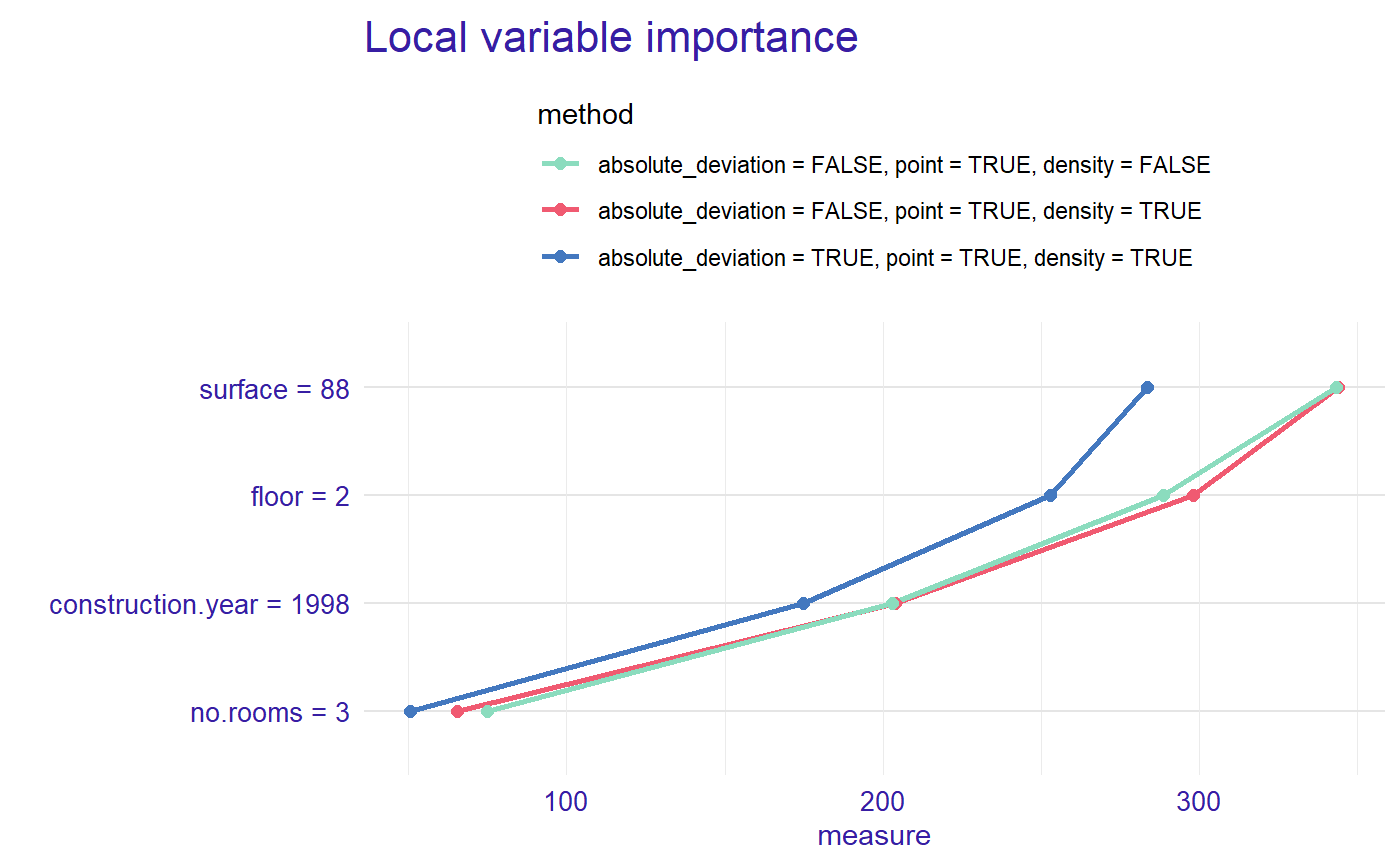 Local variable importance
method
absolute_deviation = FALSE, point = TRUE, density = FALSE
absolute_deviation = FALSE, point = TRUE, density = TRUE
absolute_deviation = TRUE, point = TRUE, density = TRUE
surface = 88
floor = 2
construction.year = 1998
no.rooms = 3
100 200 300
measure